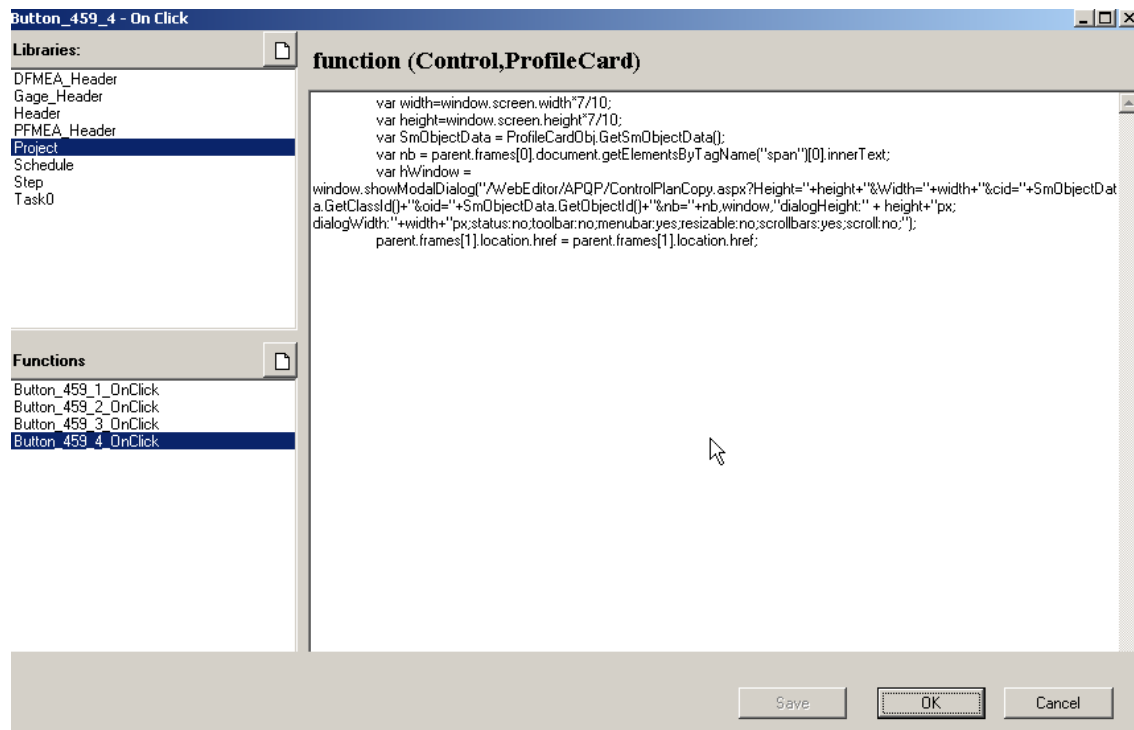 Button_459_4 - On Click
Libraries:
DFMEA_Header
Gage_Header
Header
PFMEA_Header
Project
Schedule
Step
Task0
Functions
Button_459_1_OnClick
Button_459_2_OnClick
Button_459_3_OnClick
Button_459_4_OnClick
function (Control,ProfileCard)
var width=window.screen.width*7/10;
var height=window.screen.height*7/10;
var SmObjectData = ProfileCardObj.GetSmObjectData();
var nb = parent.frames[0].document.getElementsByTagName("span")[0].innerText;
var hWindow =
window.showModalDialog("/WebEditor/APQP/ControlPlanCopy.aspx?Height="+height+"&Width="+width+"&cid="+SmObjectDat
a.GetClassId()+"&oid="+SmObjectData.GetObjectId()+"&nb="+nb,window,"dialogHeight:" + height+"px;
dialogWidth:"+width+"px;status:no;toolbar:no;menubar:yes;resizable:no;scrollbars:yes;scroll:no;");
parent.frames[1].location.href = parent.frames[1].location.href;
Save
OK
Cancel